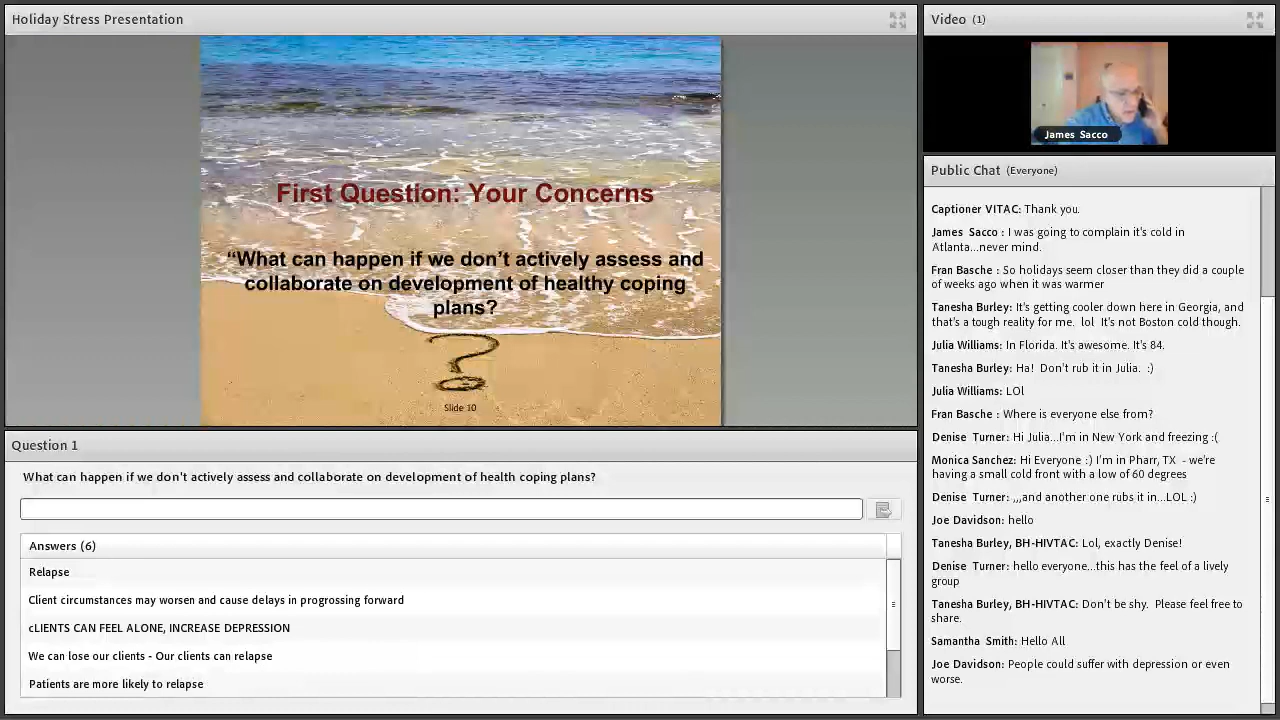 Holiday Stress Presentation
First Question: Your Concerns
“What can happen if we don’t actively assess and
collaborate on development of healthy coping
plans?
?
Slide 10
Question 1
What can happen if we don't actively assess and collaborate on development of health coping plans?
Answers (6)
Relapse
Client circumstances may worsen and cause delays in progrossing forward
cLIENTS CAN FEEL ALONE, INCREASE DEPRESSION
We can lose our clients - Our clients can relapse
Patients are more likely to relapse
Video (1)
James Sacco
Public Chat (Everyone)
Captioner VITAC: Thank you.
James Sacco : I was going to complain it's cold in
Atlanta...never mind.
Fran Basche : So holidays seem closer than they did a couple
of weeks ago when it was warmer
Tanesha Burley: It's getting cooler down here in Georgia, and
that's a tough reality for me. lol It's not Boston cold though.
Julia Williams: In Florida. It's awesome. It's 84.
Tanesha Burley: Ha! Don't rub it in Julia. :)
Julia Williams: LOl
Fran Basche : Where is everyone else from?
Denise Turner: Hi Julia...I'm in New York and freezing :(
Monica Sanchez: Hi Everyone :) I'm in Pharr, TX - we're
having a small cold front with a low of 60 degrees
Denise Turner: ,,,and another one rubs it in...LOL :)
Joe Davidson: hello
Tanesha Burley, BH-HIVTAC: Lol, exactly Denise!
Denise Turner: hello everyone...this has the feel of a lively
group
Tanesha Burley, BH-HIVTAC: Don't be shy. Please feel free to
share.
Samantha Smith: Hello All
Joe Davidson: People could suffer with depression or even
worse.